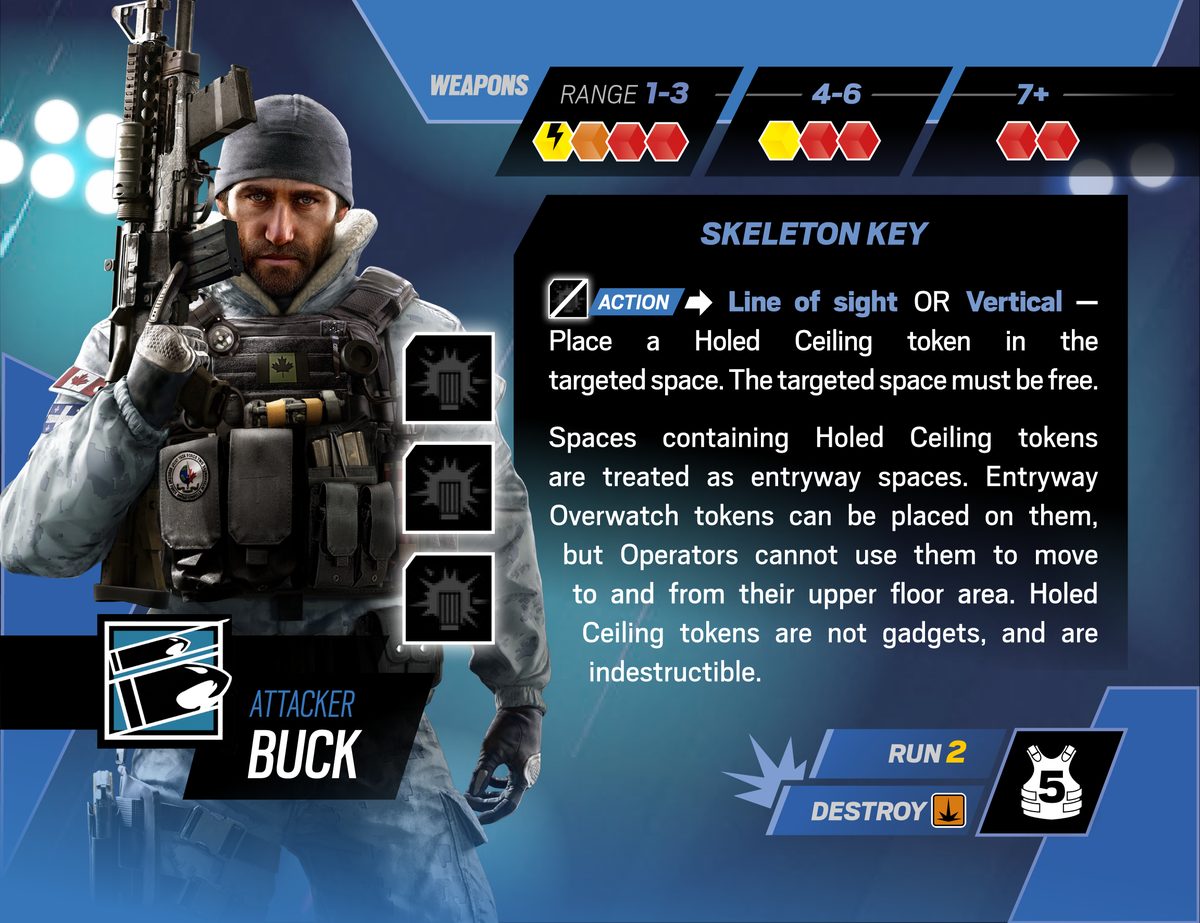 WEAPONS
RANGE 1-3
4-6
7+
SKELETON KEY
ACTION Line of sight OR Vertical —
Place a Holed Ceiling token in the
targeted space. The targeted space must be free.
Spaces containing Holed Ceiling tokens
are treated as entryway spaces. Entryway
Overwatch tokens can be placed on them,
but Operators cannot use them to move
to and from their upper floor area. Holed
Ceiling tokens are not gadgets, and are
indestructible.
ATTACKER
BUCK
RUN 2
DESTROY
5